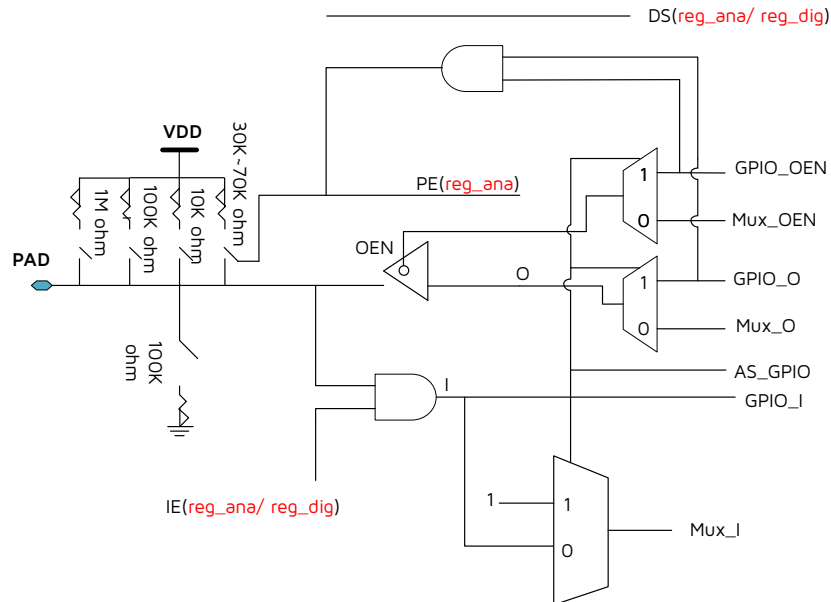 DS(reg_ana/ reg_dig)
VDD
30K~70K ohm
10K ohm
100K ohm
1M ohm
PE(reg_ana)
1
GPIO_OEN
0
Mux_OEN
OEN
PAD
O
1
GPIO_O
0
Mux_O
100K
ohm
AS_GPIO
I
GPIO_I
IE(reg_ana/ reg_dig)
1
1
0
Mux_I